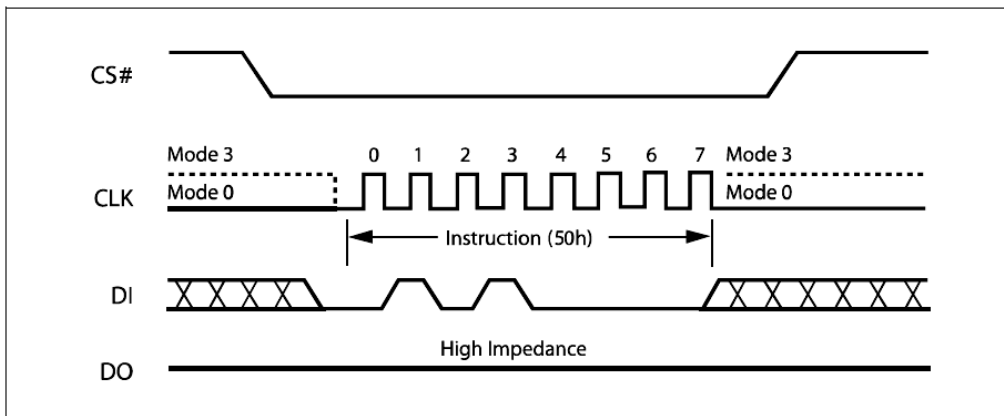 CS#
Mode 3
0 1 2 3 4 5 6 7
Mode 3
CLK
Mode 0
Mode 0
Instruction (50h)
DI
High Impedance
DO